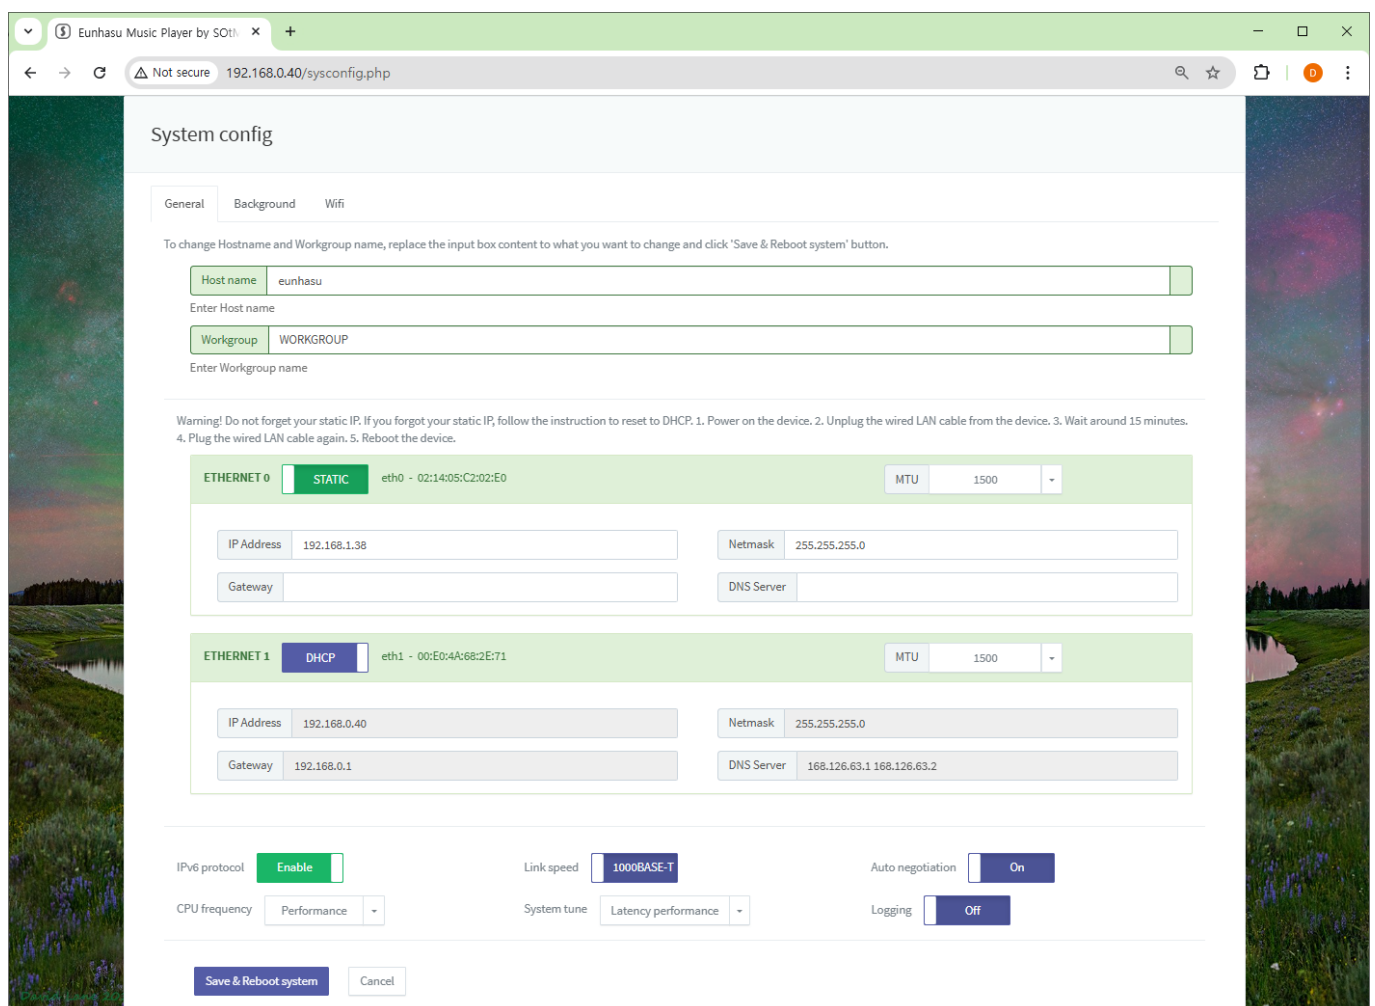 Eunhasu Music Player by SOtM
Not secure 192.168.0.40/sysconfig.php
D
System config
General Background Wifi
To change Hostname and Workgroup name, replace the input box content to what you want to change and click 'Save & Reboot system' button.
Host name eunhasu
Enter Host name
Workgroup WORKGROUP
Enter Workgroup name
Warning! Do not forget your static IP. If you forgot your static IP, follow the instruction to reset to DHCP. 1. Power on the device. 2. Unplug the wired LAN cable from the device. 3. Wait around 15 minutes.
4. Plug the wired LAN cable again. 5. Reboot the device.
ETHERNET 0 STATIC eth0 - 02:14:05:C2:02:E0 MTU 1500
IP Address 192.168.1.38 Netmask 255.255.255.0
Gateway DNS Server
ETHERNET 1 DHCP eth1 - 00:E0:4A:68:2E:71 MTU 1500
IP Address 192.168.0.40 Netmask 255.255.255.0
Gateway 192.168.0.1 DNS Server 168.126.63.1 168.126.63.2
IPv6 protocol Enable Link speed 1000BASE-T Auto negotiation On
CPU frequency Performance System tune Latency performance Logging Off
Save & Reboot system Cancel